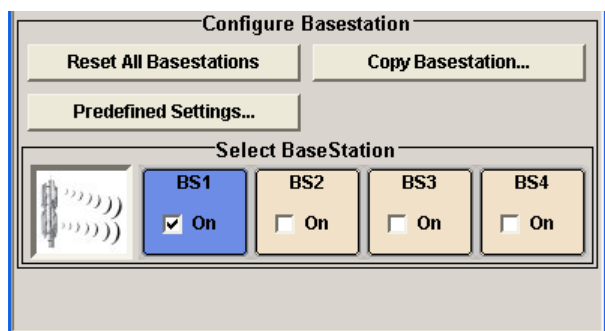 Configure Basestation
Reset All Basestations
Copy Basestation...
Predefined Settings...
Select BaseStation
BS1
BS2
BS3
BS4
On
On
On
On